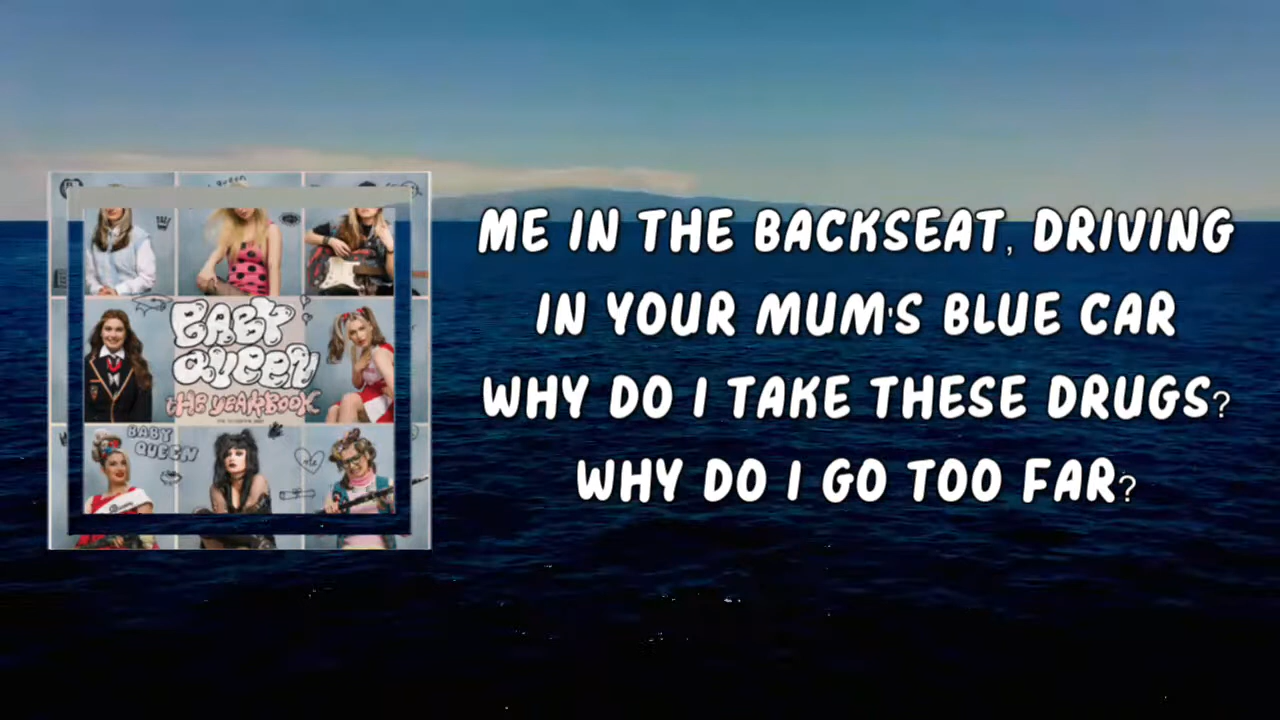 BABY
QUEEN
THE YEARBOOK
BABY
QUEEN
ME IN THE BACKSEAT, DRIVING
IN YOUR MUM'S BLUE CAR
WHY DO I TAKE THESE DRUGS?
WHY DO I GO TOO FAR?